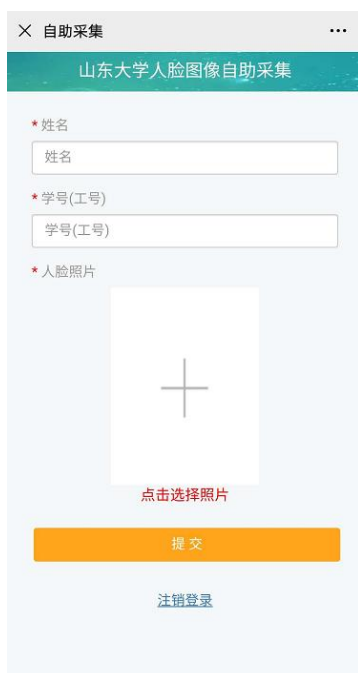 自助采集
山东大学人脸图像自助采集
*姓名
姓名
*学号(工号)
学号(工号)
*人脸照片
点击选择照片
提交
注销登录